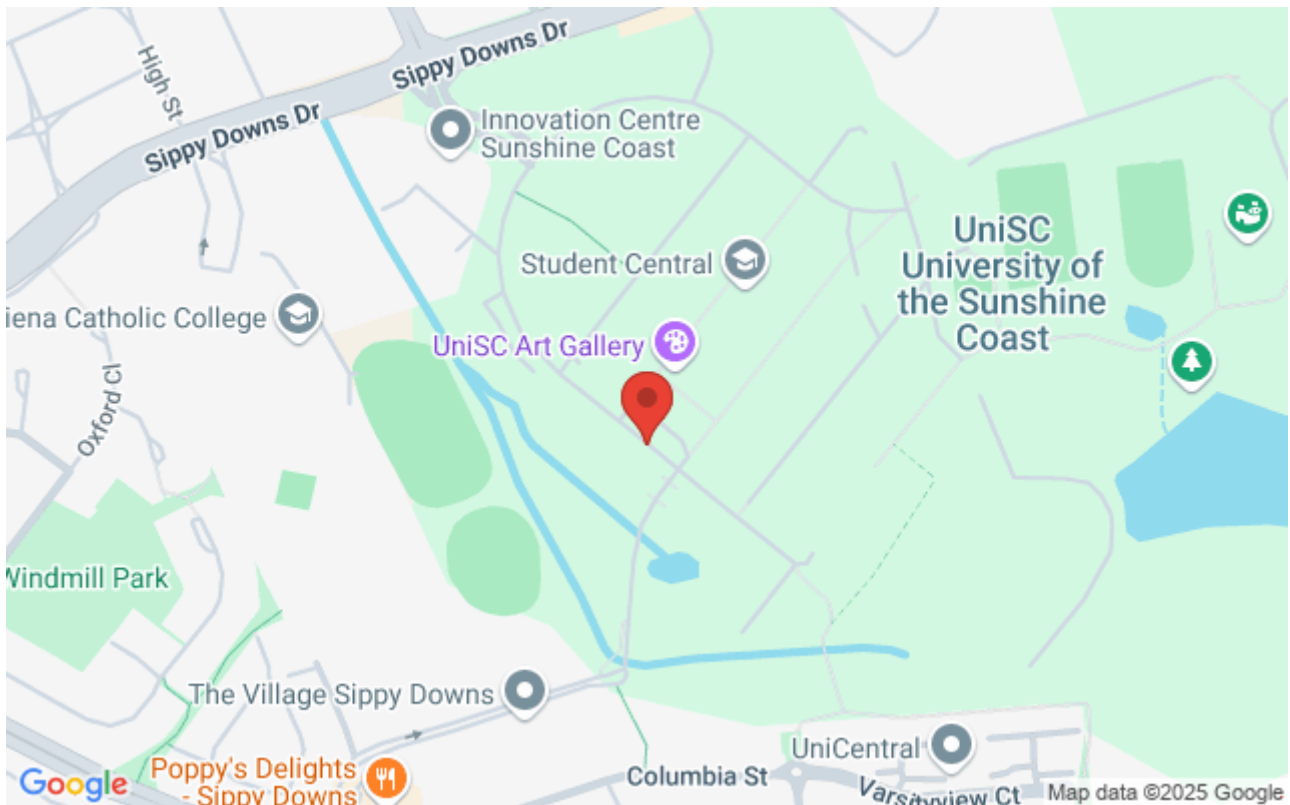 High St
Sippy Downs Dr
Sippy Downs Dr
Innovation Centre
Sunshine Coast
Student Central
UniSC
University of
the Sunshine
Coast
iena Catholic College
UniSC Art Gallery
Oxford Cl
Windmill Park
The Village Sippy Downs
UniCentral
Poppy's Delights
- Sippy Downs
Columbia St
Varsityview Ct
Google
Map data ©2025 Google